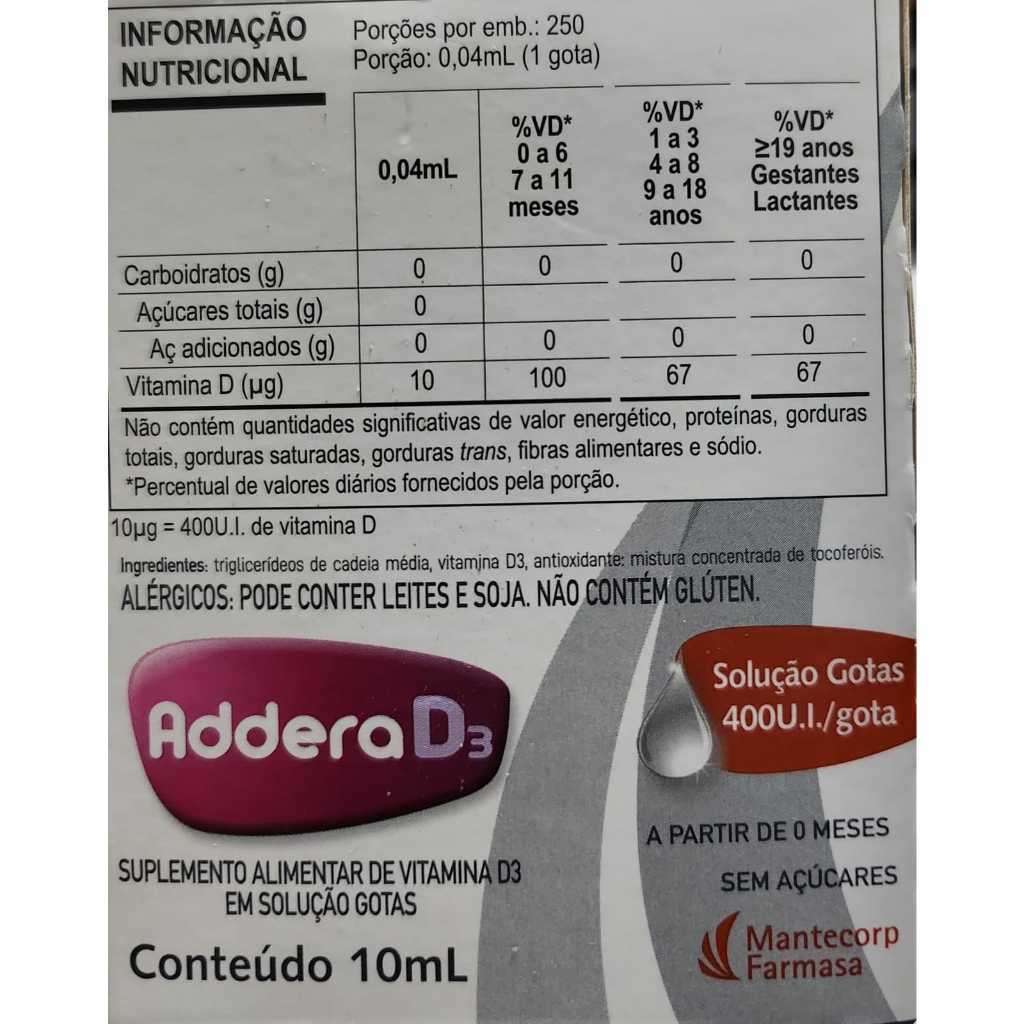 INFORMAÇÃO
NUTRICIONAL
Porções por emb.: 250
Porção: 0,04mL (1 gota)
0,04mL
%VD*
0 a 6
7 a 11
meses
%VD*
1 a 3
4 a 8
9 a 18
anos
%VD*
≥19 anos
Gestantes
Lactantes
Carboidratos (g) 0 0 0 0
Açúcares totais (g) 0
Aç adicionados (g) 0 0 0 0
Vitamina D (µg) 10 100 67 67
Não contém quantidades significativas de valor energético, proteínas, gorduras
totais, gorduras saturadas, gorduras trans, fibras alimentares e sódio.
*Percentual de valores diários fornecidos pela porção.
10µg = 400U.I. de vitamina D
Ingredientes: triglicerídeos de cadeia média, vitamina D3, antioxidante: mistura concentrada de tocoferóis.
ALÉRGICOS: PODE CONTER LEITES E SOJA. NÃO CONTÉM GLÚTEN.
Addera D3
Solução Gotas
400U.I./gota
A PARTIR DE 0 MESES
SUPLEMENTO ALIMENTAR DE VITAMINA D3
EM SOLUÇÃO GOTAS
SEM AÇÚCARES
Conteúdo 10mL
Mantecorp
Farmasa